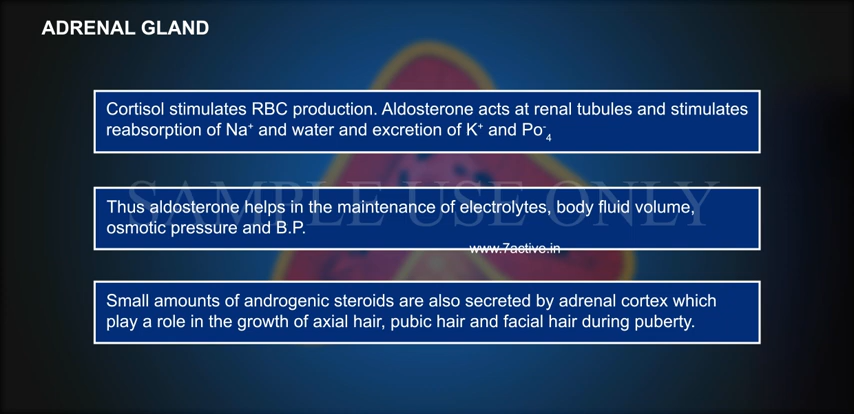 ADRENAL GLAND
Cortisol stimulates RBC production. Aldosterone acts at renal tubules and stimulates
reabsorption of Na⁺ and water and excretion of K⁺ and Po⁻₄
SAMPLE USE ONLY
Thus aldosterone helps in the maintenance of electrolytes, body fluid volume,
osmotic pressure and B.P.
www.7active.in
Small amounts of androgenic steroids are also secreted by adrenal cortex which
play a role in the growth of axial hair, pubic hair and facial hair during puberty.